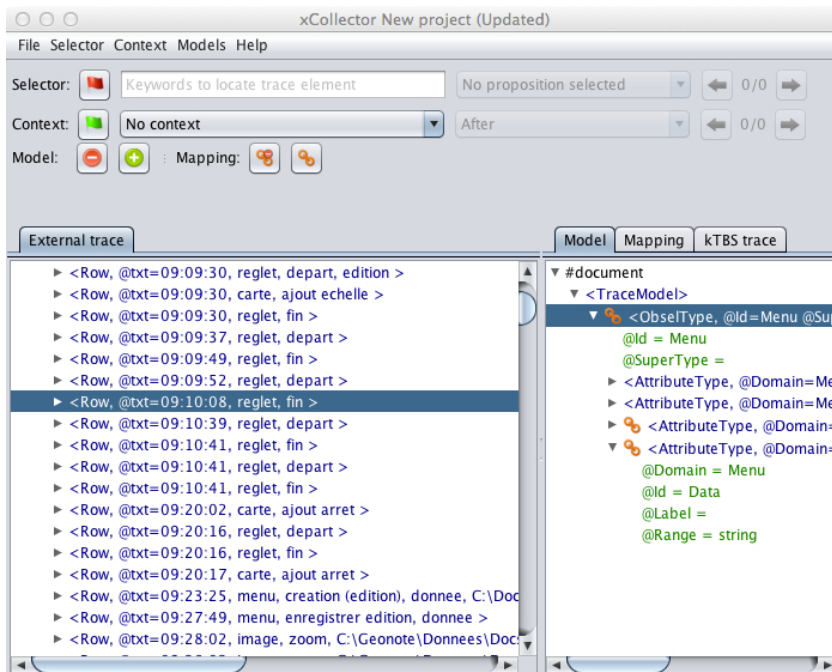 xCollector New project (Updated)
File Selector Context Models Help
Selector: Keywords to locate trace element No proposition selected 0/0
Context: No context After 0/0
Model: Mapping:
External trace
<Row, @txt=09:09:30, reglet, depart, edition >
<Row, @txt=09:09:30, carte, ajout echelle >
<Row, @txt=09:09:30, reglet, fin >
<Row, @txt=09:09:37, reglet, depart >
<Row, @txt=09:09:49, reglet, fin >
<Row, @txt=09:09:52, reglet, depart >
<Row, @txt=09:10:08, reglet, fin >
<Row, @txt=09:10:39, reglet, depart >
<Row, @txt=09:10:41, reglet, fin >
<Row, @txt=09:10:41, reglet, depart >
<Row, @txt=09:10:41, reglet, fin >
<Row, @txt=09:20:02, carte, ajout arret >
<Row, @txt=09:20:16, reglet, depart >
<Row, @txt=09:20:16, reglet, fin >
<Row, @txt=09:20:17, carte, ajout arret >
<Row, @txt=09:23:25, menu, creation (edition), donnee, C:\Doc
<Row, @txt=09:27:49, menu, enregistrer edition, donnee >
<Row, @txt=09:28:02, image, zoom, C:\Geonote\Donnees\Docs
Model Mapping kTBS trace
#document
<TraceModel>
<ObselType, @Id=Menu @Sup
@Id = Menu
@SuperType =
<AttributeType, @Domain=Me
<AttributeType, @Domain=Me
<AttributeType, @Domain=
<AttributeType, @Domain=
@Domain = Menu
@Id = Data
@Label =
@Range = string